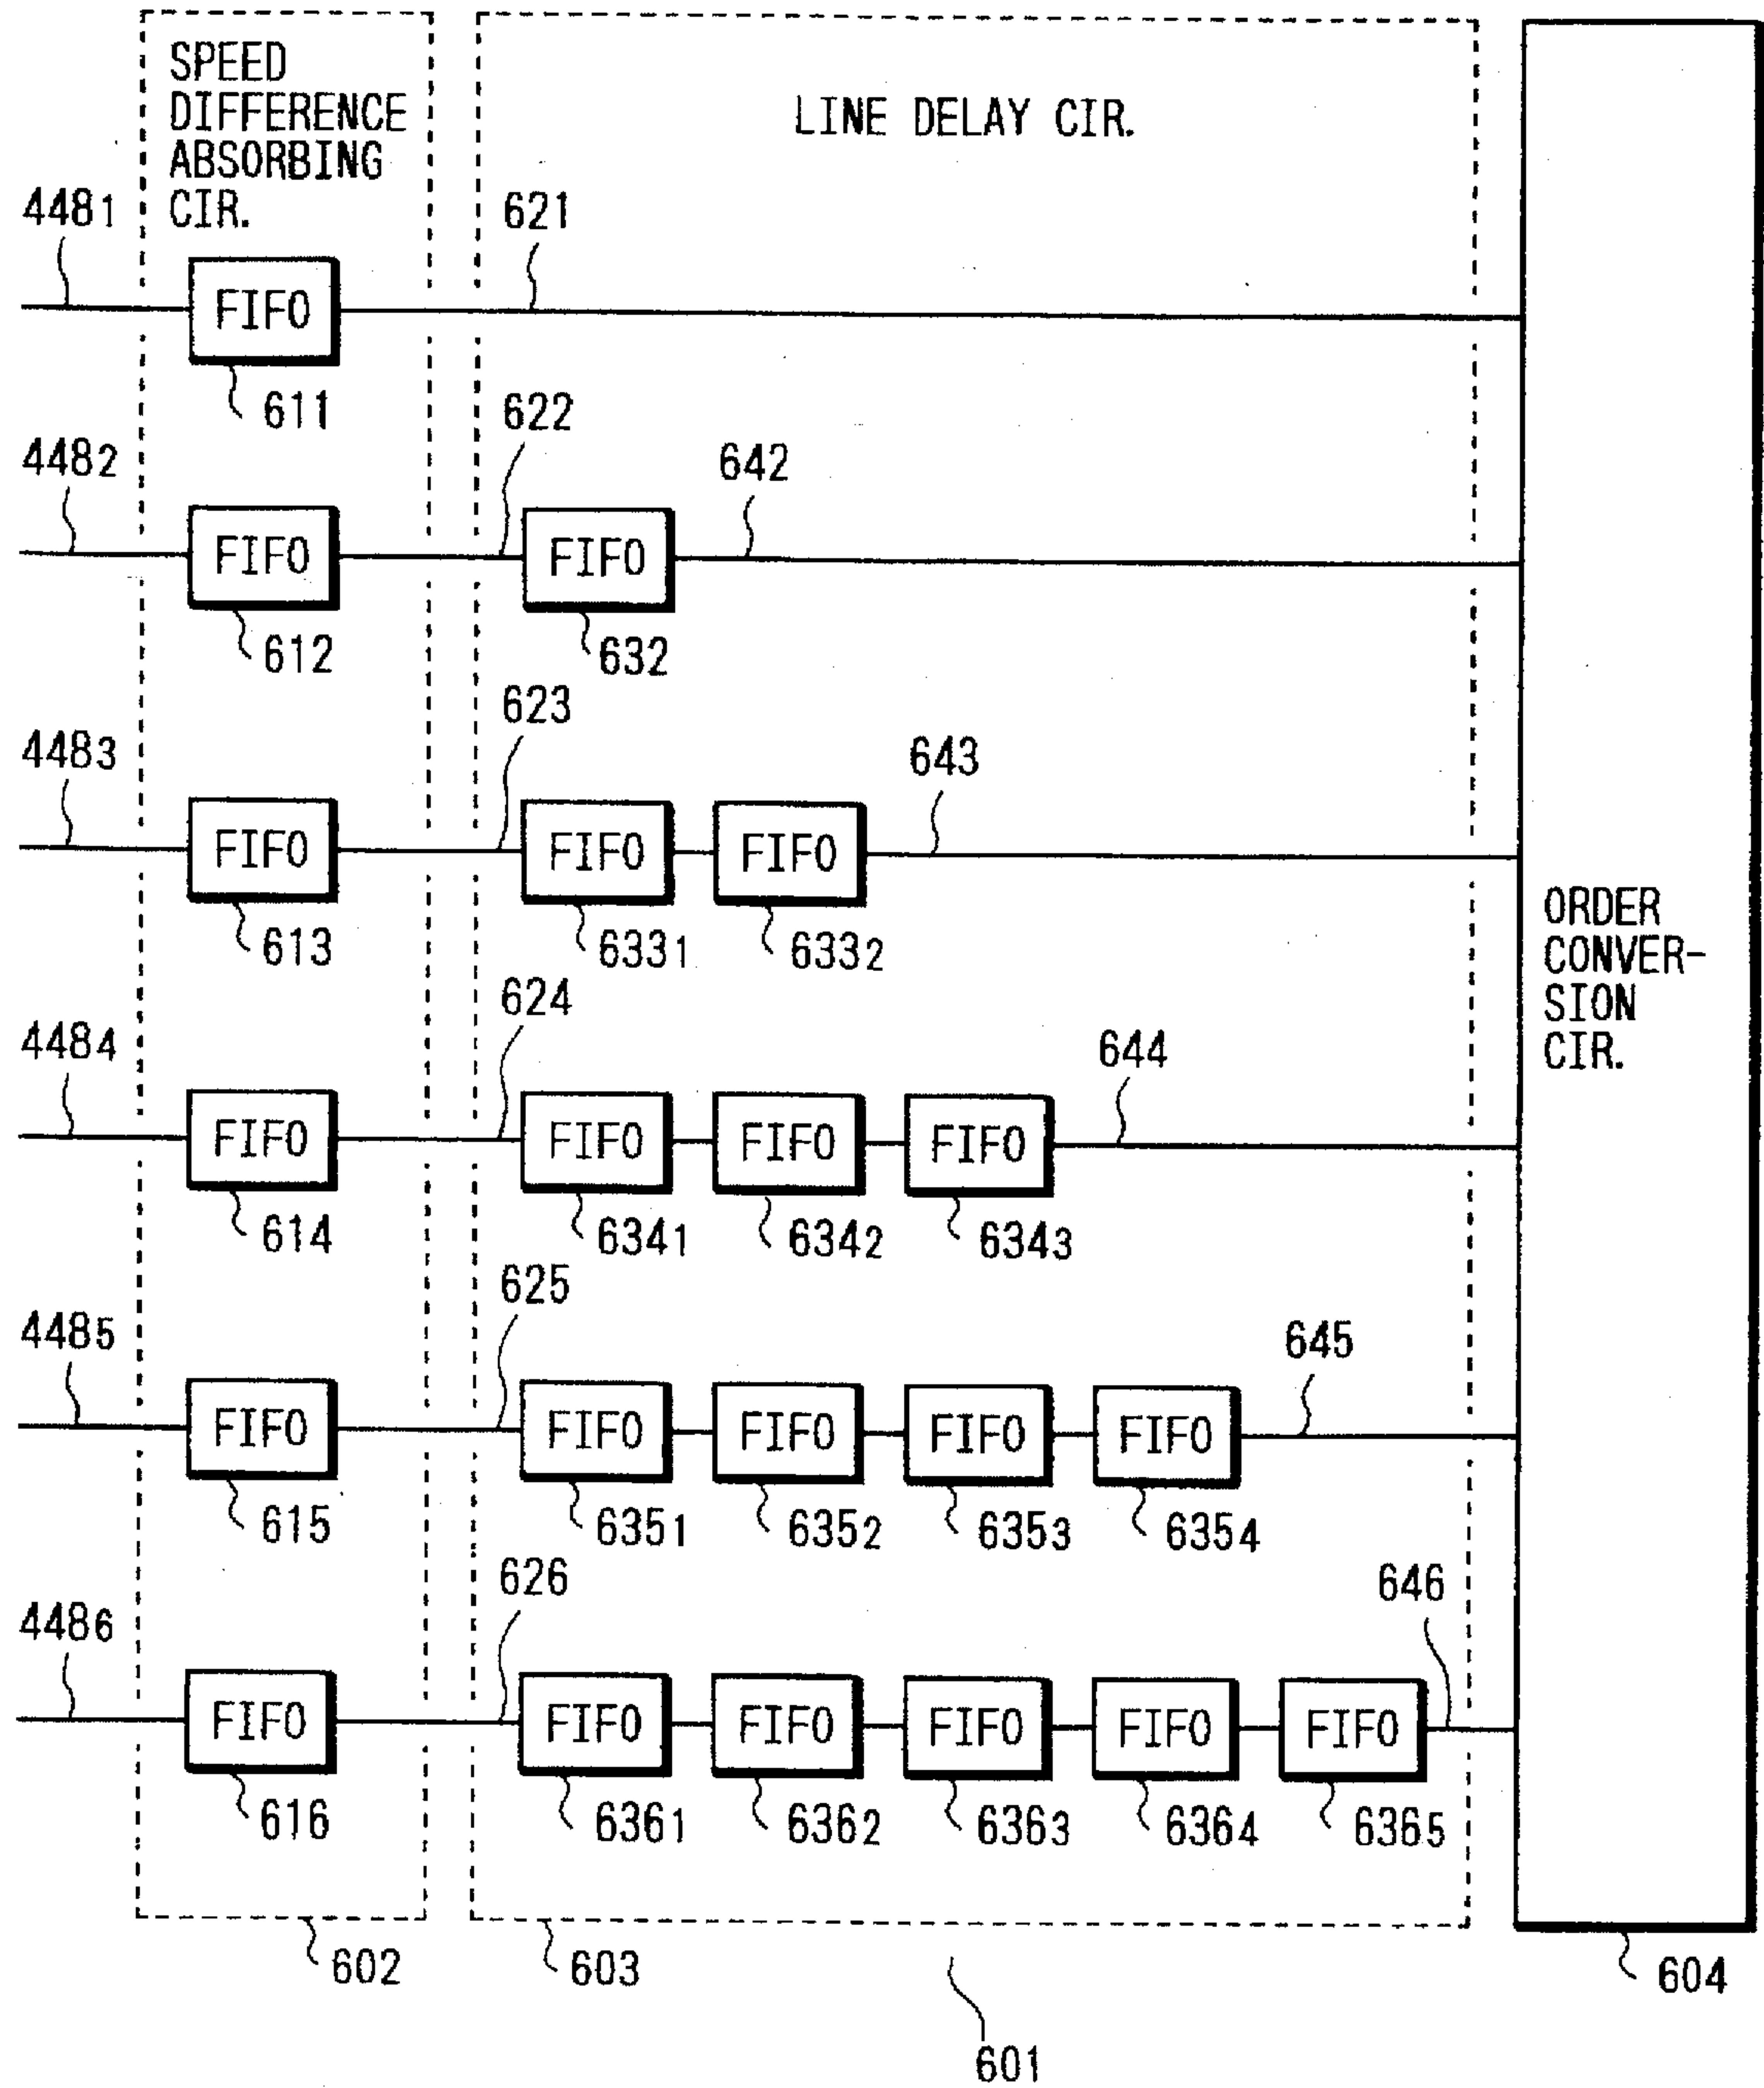 SPEED
DIFFERENCE
ABSORBING
CIR.
LINE DELAY CIR.
448₁
621
FIFO
611
448₂
622
642
FIFO FIFO
612 632
448₃
623
643
FIFO FIFO FIFO
613 633₁ 633₂
ORDER
CONVER-
SION
CIR.
448₄
624
644
FIFO FIFO FIFO FIFO
614 634₁ 634₂ 634₃
448₅
625
645
FIFO FIFO FIFO FIFO FIFO
615 635₁ 635₂ 635₃ 635₄
448₆
626
646
FIFO FIFO FIFO FIFO FIFO FIFO
616 636₁ 636₂ 636₃ 636₄ 636₅
602 603 604
601